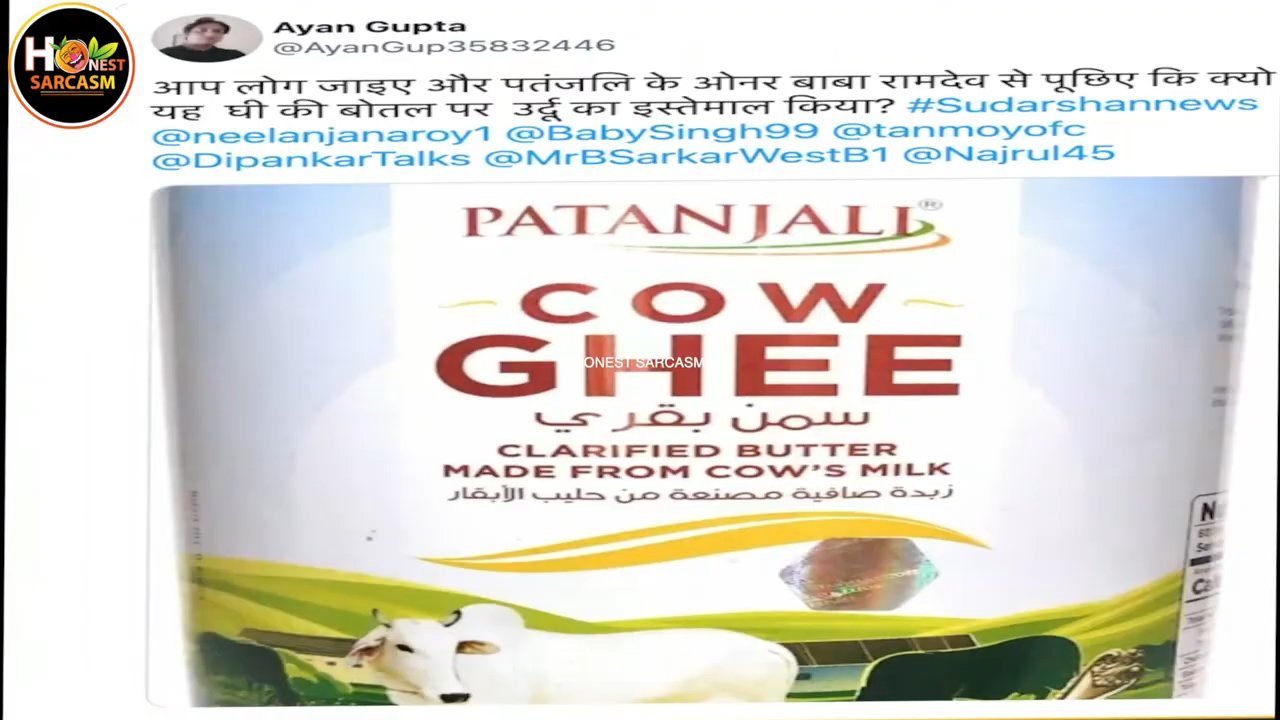 HONEST
SARCASM
Ayan Gupta
@AyanGup35832446
आप लोग जाइए और पतंजलि के ओनर बाबा रामदेव से पूछिए कि क्यो
यह घी की बोतल पर उर्दू का इस्तेमाल किया? #Sudarshannews
@neelanjanaroy1 @BabySingh99 @tanmoyofc
@DipankarTalks @MrBSarkarWestB1 @Najrul45
PATANJALI®
COW
GHEE
ONEST SARCASM
سمن بقري
CLARIFIED BUTTER
MADE FROM COW'S MILK
زبدة صافية مصنعة من حليب الأبقار